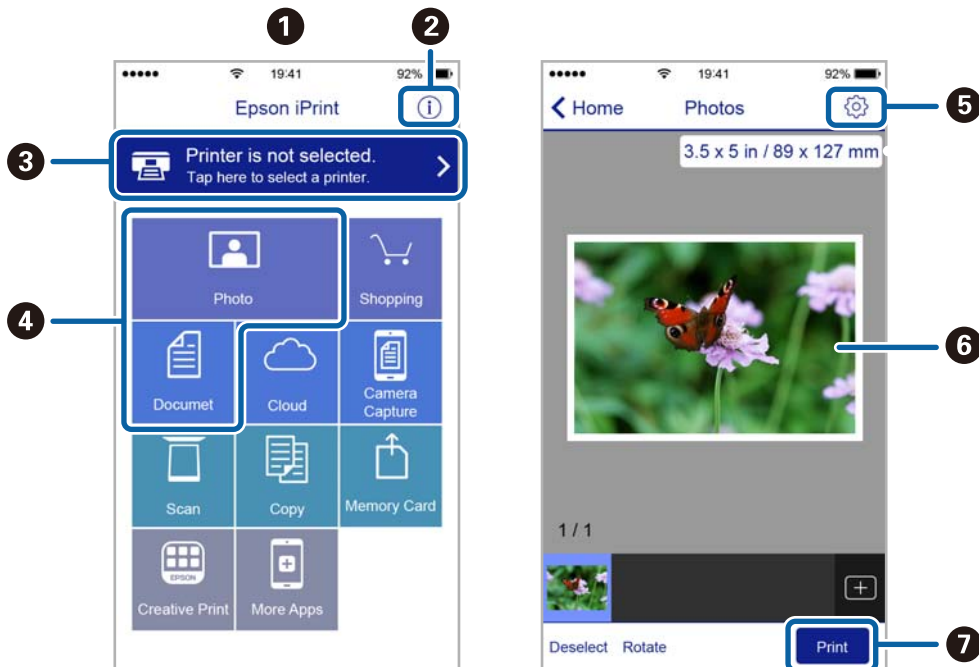 1
2
19:41
92%
Epson iPrint
i
3
Printer is not selected.
Tap here to select a printer.
4
Photo
Shopping
Documet
Cloud
Camera
Capture
Scan
Copy
Memory Card
EPSON
Creative Print
More Apps
19:41
92%
Home
Photos
5
3.5 x 5 in / 89 x 127 mm
6
1 / 1
Deselect
Rotate
Print
7